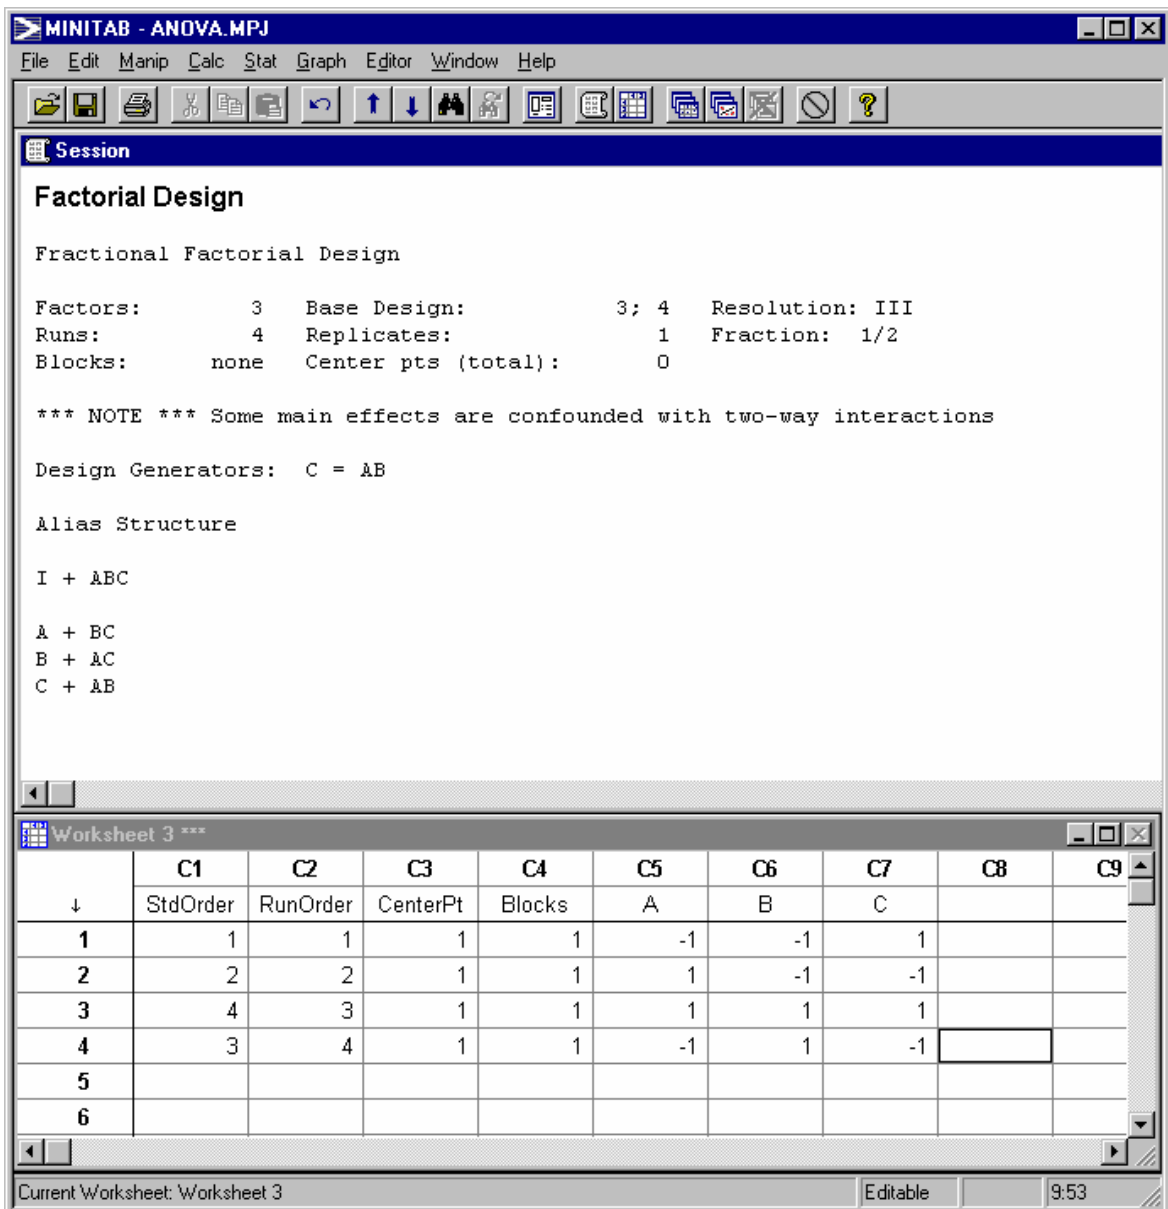 MINITAB - ANOVA.MPJ
File Edit Manip Calc Stat Graph Editor Window Help
Session
Factorial Design
Fractional Factorial Design
Factors: 3 Base Design: 3; 4 Resolution: III
Runs: 4 Replicates: 1 Fraction: 1/2
Blocks: none Center pts (total): 0
*** NOTE *** Some main effects are confounded with two-way interactions
Design Generators: C = AB
Alias Structure
I + ABC
A + BC
B + AC
C + AB
Worksheet 3 ***
C1 C2 C3 C4 C5 C6 C7 C8 C9
↓ StdOrder RunOrder CenterPt Blocks A B C
1 1 1 1 1 -1 -1 1
2 2 2 1 1 1 -1 -1
3 4 3 1 1 1 1 1
4 3 4 1 1 -1 1 -1
5
6
Current Worksheet: Worksheet 3 Editable 9:53